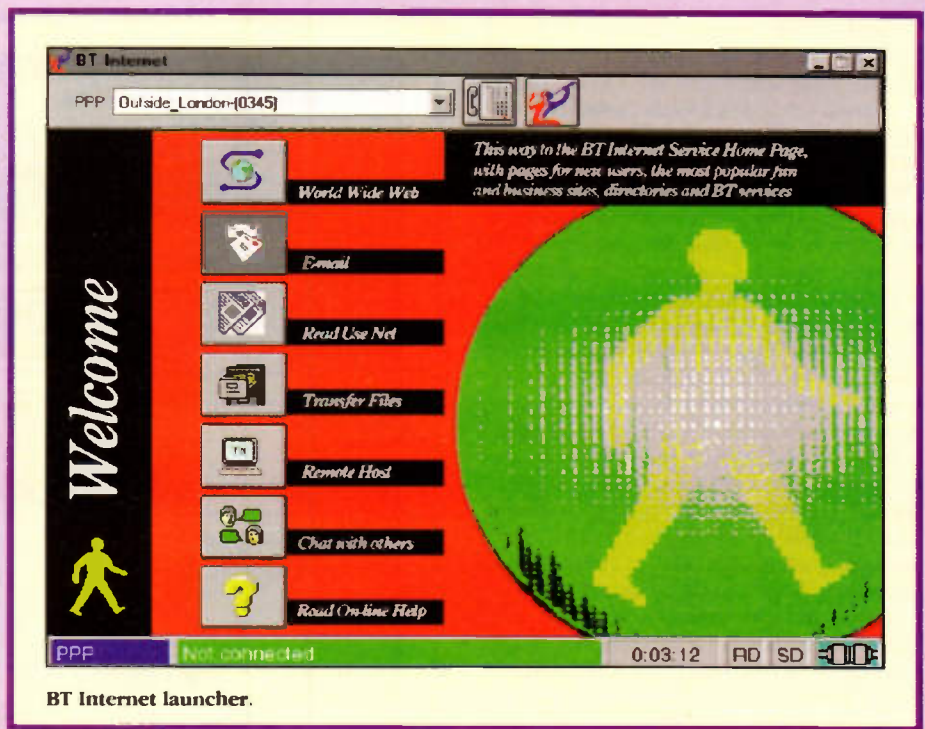 BT Internet
PPP Outside_London-(0345)
This way to the BT Internet Service Home Page,
with pages for new users, the most popular fun
and business sites, directories and BT services
Welcome
World Wide Web
E-mail
Read Use Net
Transfer Files
Remote Host
Chat with others
Read On-line Help
PPP Not connected 0:03:12 RD SD
BT Internet launcher.